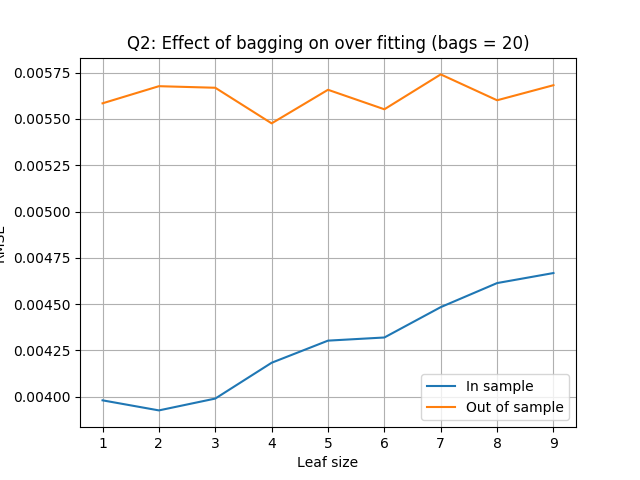 Q2: Effect of bagging on over fitting (bags = 20)
0.00575
0.00550
0.00525
0.00500
0.00475
0.00450
0.00425
0.00400
RMSE
In sample
Out of sample
1 2 3 4 5 6 7 8 9
Leaf size